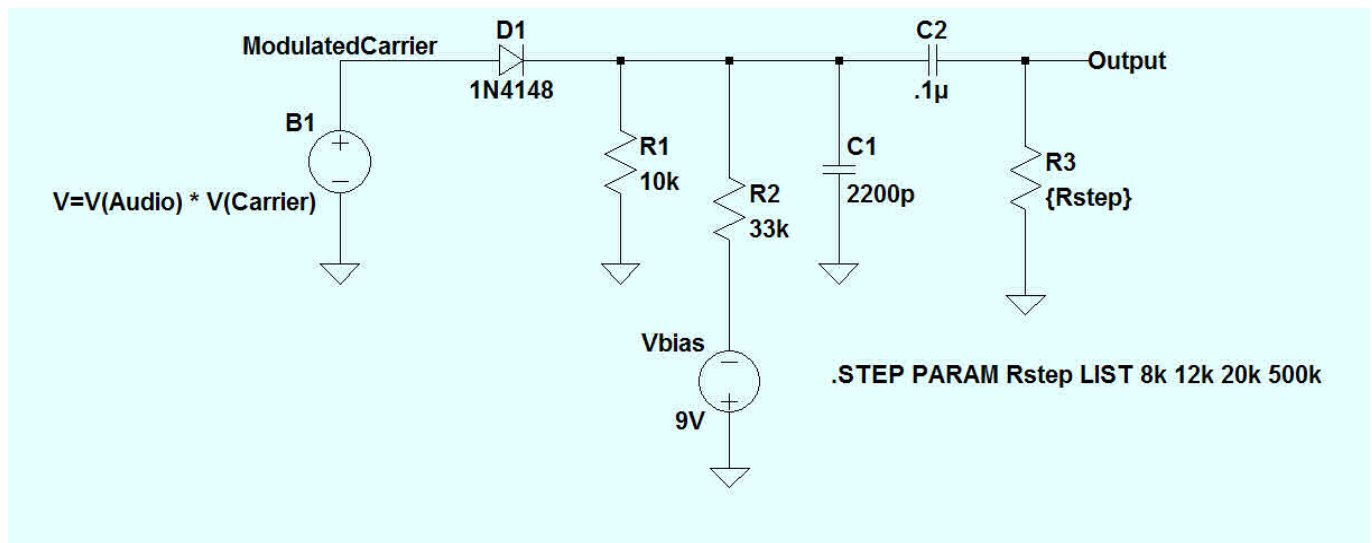 D1
C2
ModulatedCarrier
Output
1N4148
.1µ
B1
+
−
V=V(Audio) * V(Carrier)
R1
10k
C1
2200p
R3
{Rstep}
R2
33k
Vbias
−
+
9V
.STEP PARAM Rstep LIST 8k 12k 20k 500k